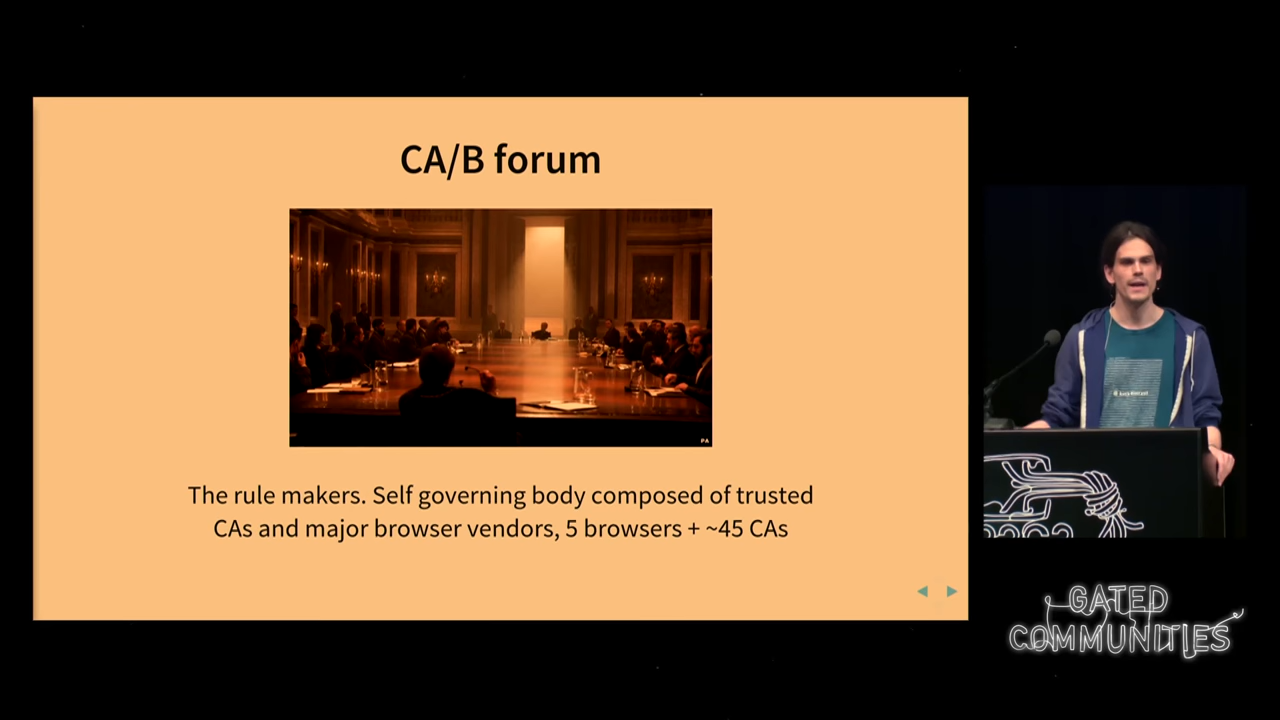 CA/B forum
PA
The rule makers. Self governing body composed of trusted
CAs and major browser vendors, 5 browsers + ~45 CAs
GATED
COMMUNITIES